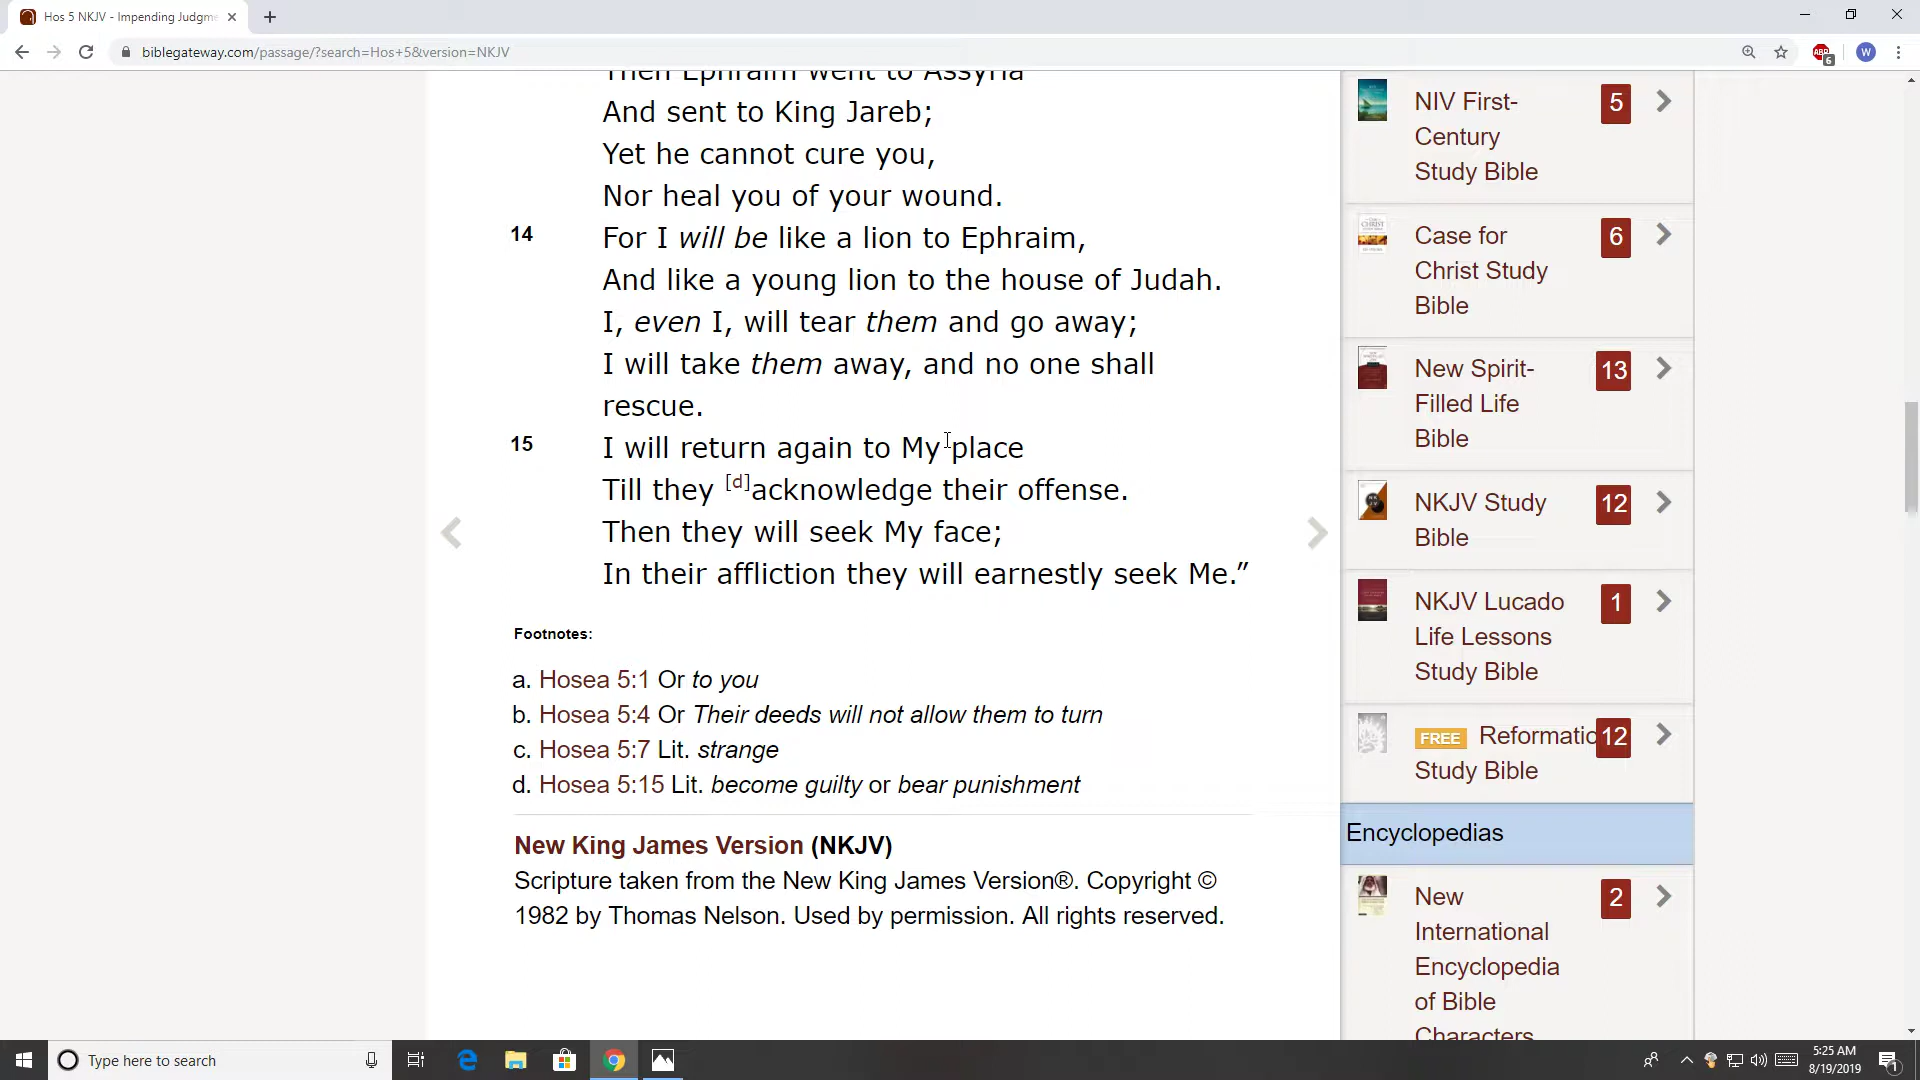 Hos 5 NKJV - Impending Judgme
biblegateway.com/passage/?search=Hos+5&version=NKJV
6
W
Then Ephraim went to Assyria
And sent to King Jareb;
Yet he cannot cure you,
Nor heal you of your wound.
14 For I will be like a lion to Ephraim,
And like a young lion to the house of Judah.
I, even I, will tear them and go away;
I will take them away, and no one shall
rescue.
15 I will return again to My place
Till they [d]acknowledge their offense.
Then they will seek My face;
In their affliction they will earnestly seek Me.”
Footnotes:
a. Hosea 5:1 Or to you
b. Hosea 5:4 Or Their deeds will not allow them to turn
c. Hosea 5:7 Lit. strange
d. Hosea 5:15 Lit. become guilty or bear punishment
New King James Version (NKJV)
Scripture taken from the New King James Version®. Copyright ©
1982 by Thomas Nelson. Used by permission. All rights reserved.
NIV First- 5
Century
Study Bible
Case for 6
Christ Study
Bible
New Spirit- 13
Filled Life
Bible
NKJV Study 12
Bible
NKJV Lucado 1
Life Lessons
Study Bible
FREE Reformatio 12
Study Bible
Encyclopedias
New 2
International
Encyclopedia
of Bible
Characters
Type here to search
5:25 AM
8/19/2019
1